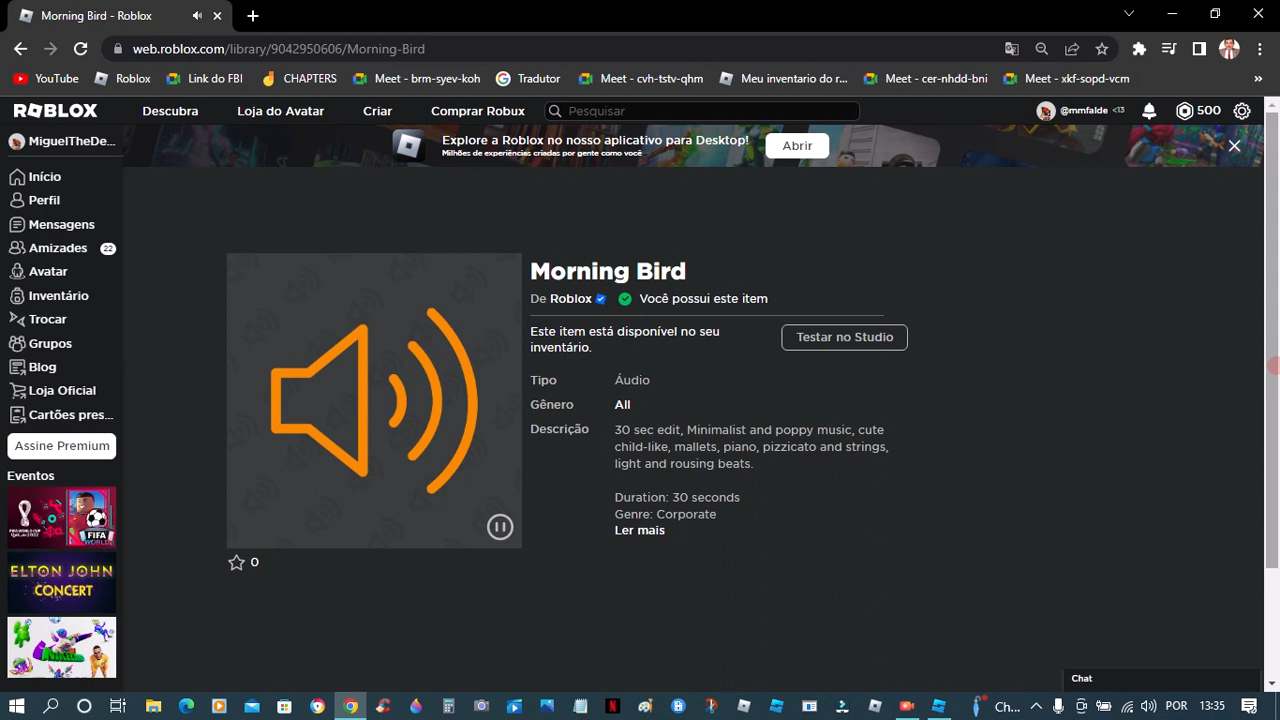 Morning Bird - Roblox
web.roblox.com/library/9042950606/Morning-Bird
YouTube
Roblox
Link do FBI
CHAPTERS
Meet - brm-syer-koh
Tradutor
Meet - cvh-tstv-qhm
Meu inventario do r...
Meet - cer-nhdd-bni
Meet - xkf-sopd-vcm
»
ROBLOX
Descubra
Loja do Avatar
Criar
Comprar Robux
Pesquisar
@mmfalde <13
500
MiguelTheDe...
Explore a Roblox no nosso aplicativo para Desktop!
Milhões de experiências criadas por gente como você
Abrir
Início
Perfil
Mensagens
Amizades 22
Avatar
Inventário
Trocar
Grupos
Blog
Loja Oficial
Cartões pres...
Assine Premium
Eventos
FIFA
WORLD
ELTON JOHN
CONCERT
Morning Bird
De Roblox
Você possui este item
Este item está disponível no seu
inventário.
Testar no Studio
Tipo
Áudio
Gênero
All
Descrição
30 sec edit, Minimalist and poppy music, cute
child-like, mallets, piano, pizzicato and strings,
light and rousing beats.
Duration: 30 seconds
Genre: Corporate
Ler mais
0
Chat
Ch...
POR
13:35